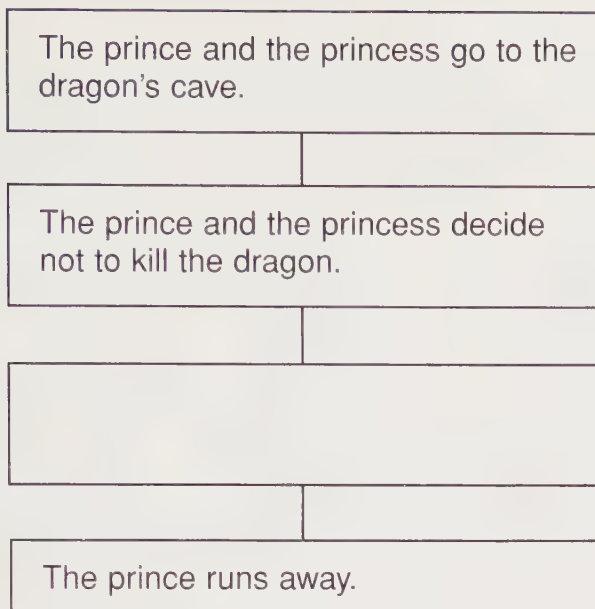 The prince and the princess go to the
dragon's cave.
The prince and the princess decide
not to kill the dragon.
The prince runs away.